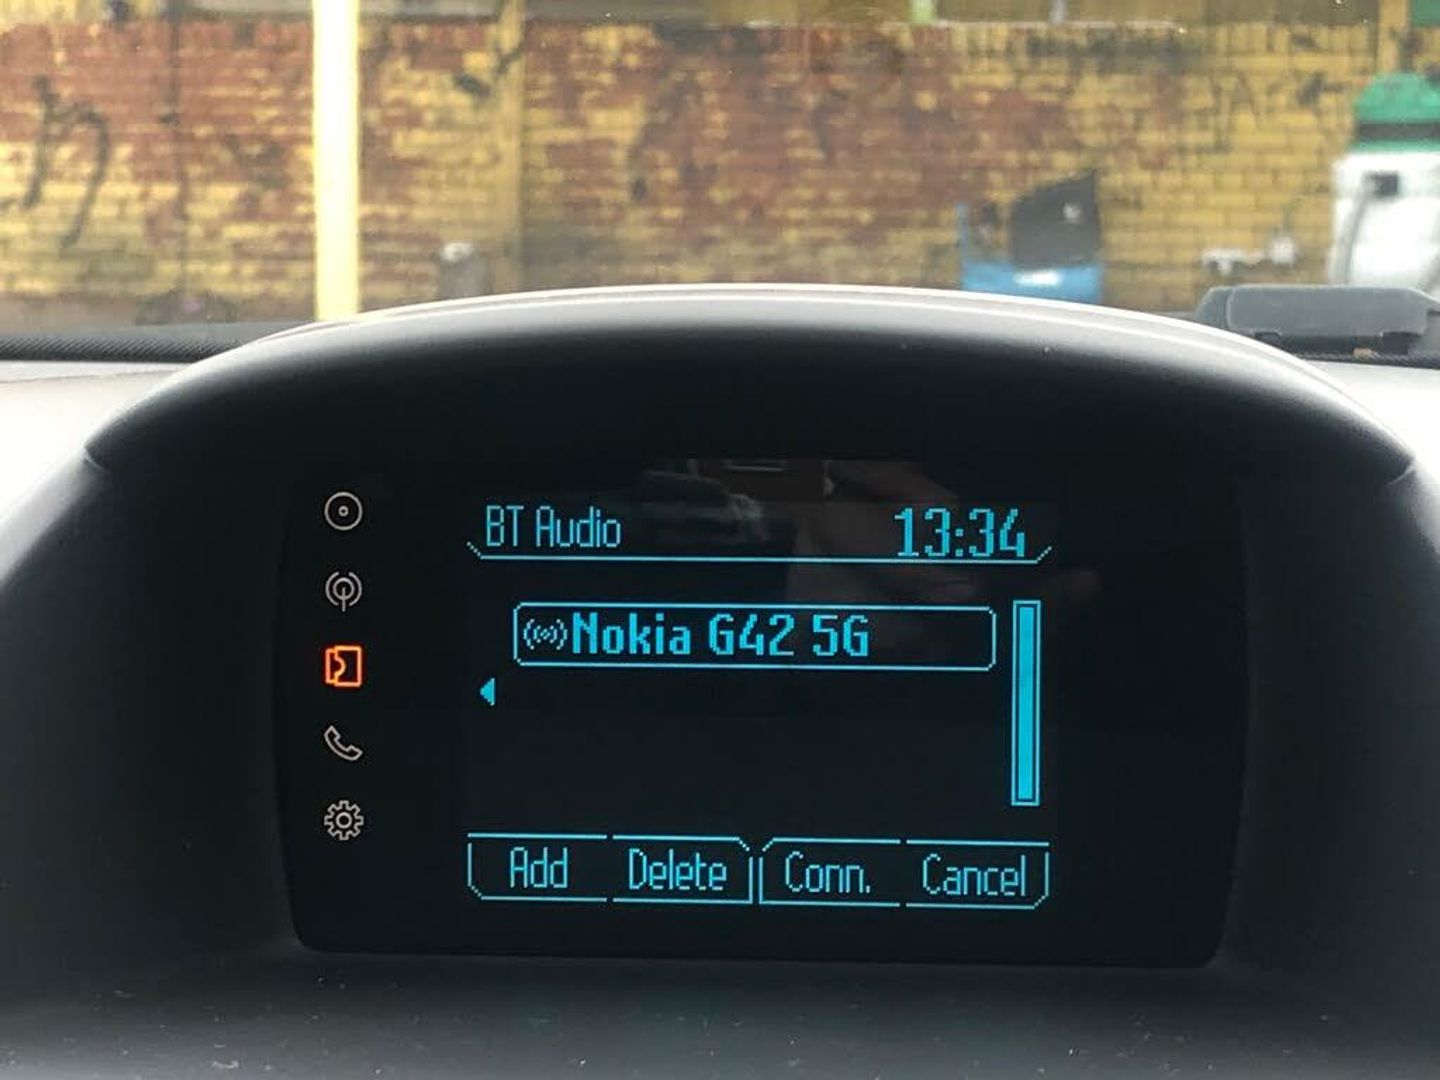 BT Audio 13:34
Nokia G42 5G
Add Delete Conn. Cancel